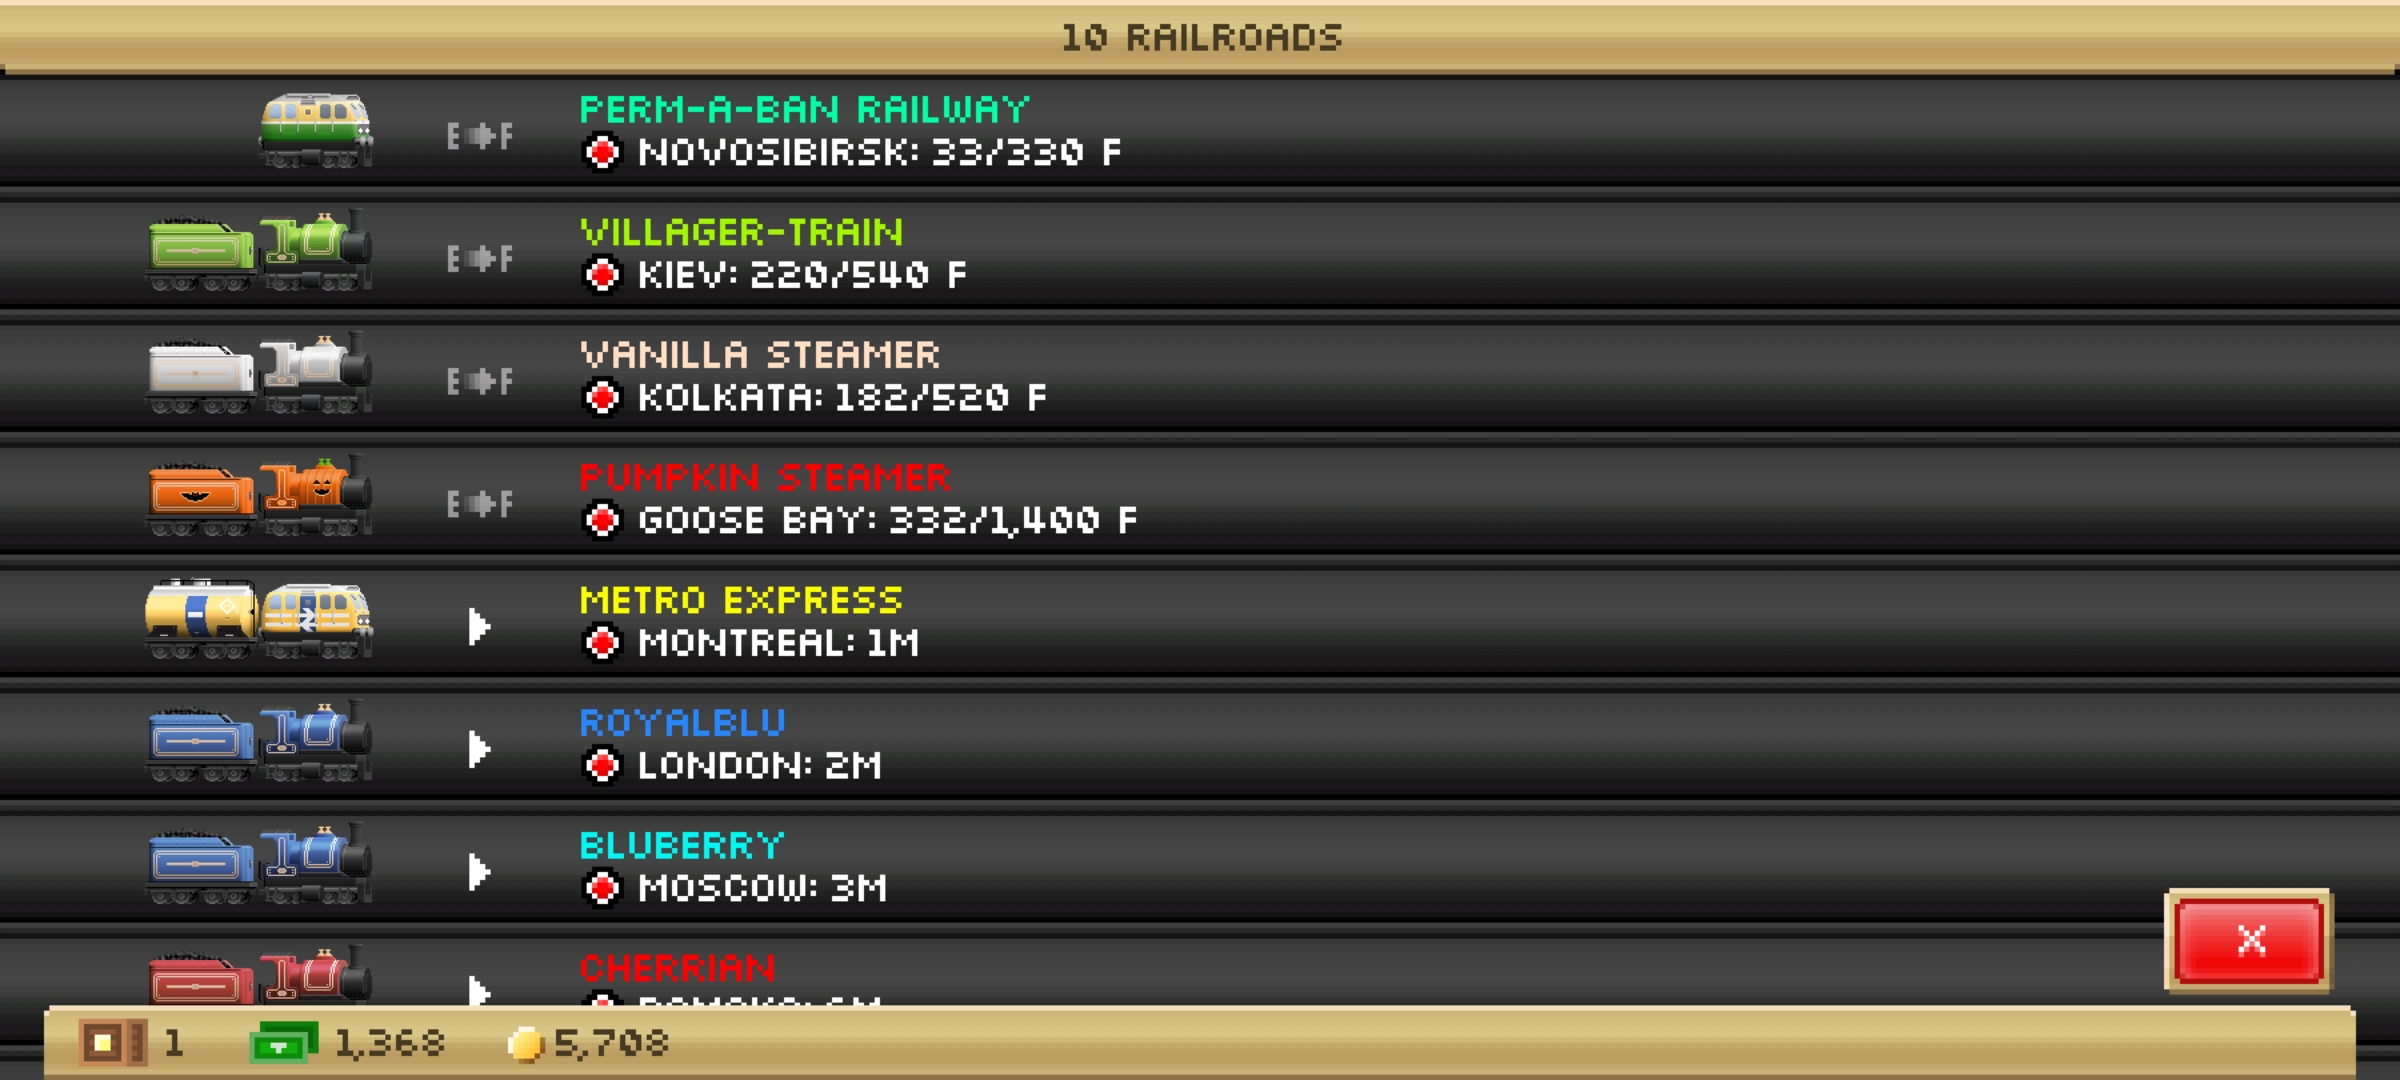 10 RAILROADS
PERM-A-BAN RAILWAY
E F
NOVOSIBIRSK: 33/330 F
VILLAGER-TRAIN
E F
KIEV: 220/540 F
VANILLA STEAMER
E F
KOLKATA: 182/520 F
PUMPKIN STEAMER
E F
GOOSE BAY: 332/1,400 F
METRO EXPRESS
MONTREAL: 1M
ROYALBLU
LONDON: 2M
BLUBERRY
MOSCOW: 3M
CHERRIAN
X
1 1,368 5,708